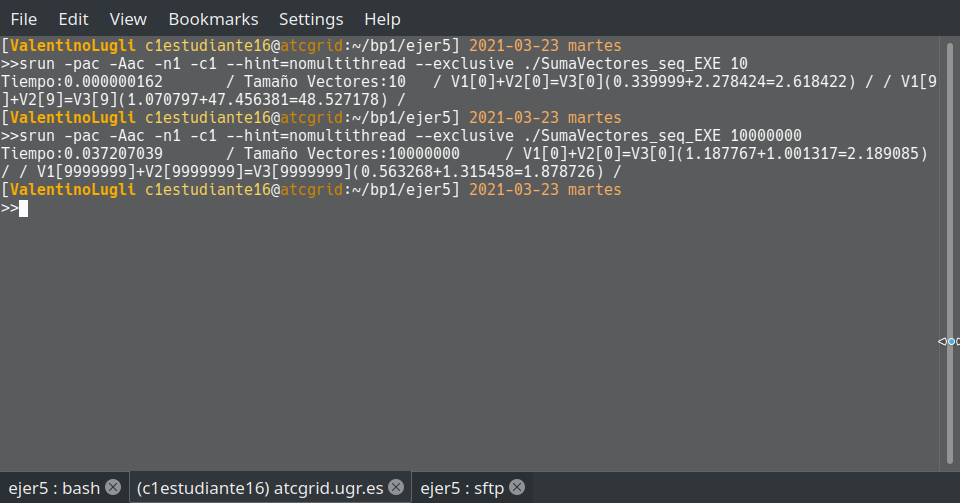 File Edit View Bookmarks Settings Help
[ValentinoLugli c1estudiante16@atcgrid:~/bp1/ejer5] 2021-03-23 martes
>>srun -pac -Aac -n1 -c1 --hint=nomultithread --exclusive ./SumaVectores_seq_EXE 10
Tiempo:0.000000162 / Tamaño Vectores:10 / V1[0]+V2[0]=V3[0](0.339999+2.278424=2.618422) / / V1[9
]+V2[9]=V3[9](1.070797+47.456381=48.527178) /
[ValentinoLugli c1estudiante16@atcgrid:~/bp1/ejer5] 2021-03-23 martes
>>srun -pac -Aac -n1 -c1 --hint=nomultithread --exclusive ./SumaVectores_seq_EXE 10000000
Tiempo:0.037207039 / Tamaño Vectores:10000000 / V1[0]+V2[0]=V3[0](1.187767+1.001317=2.189085)
/ / V1[9999999]+V2[9999999]=V3[9999999](0.563268+1.315458=1.878726) /
[ValentinoLugli c1estudiante16@atcgrid:~/bp1/ejer5] 2021-03-23 martes
>>
ejer5 : bash (c1estudiante16) atcgrid.ugr.es ejer5 : sftp